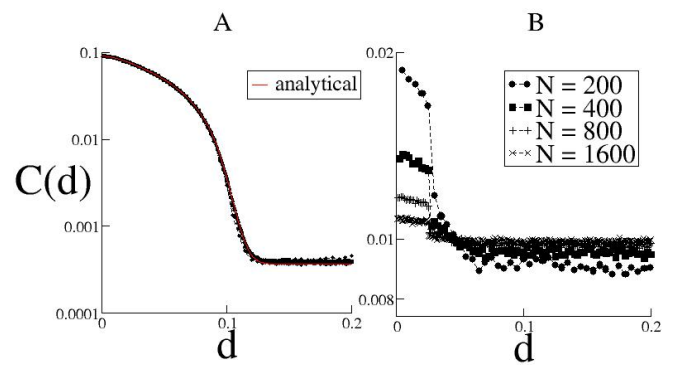 A
B
0.1
0.01
0.001
0.0001
C(d)
analytical
0
0.1
0.2
d
0.02
0.01
0.008
N = 200
N = 400
N = 800
N = 1600
0
0.1
0.2
d